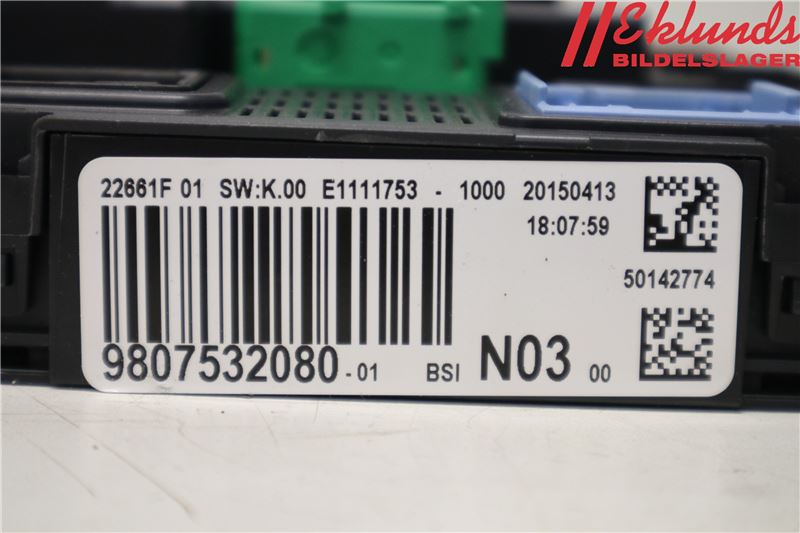 Eklunds
BILDELSLAGER
22661F 01 SW:K.00 E1111753 - 1000 20150413
18:07:59
50142774
9807532080-01 BSI N03 00